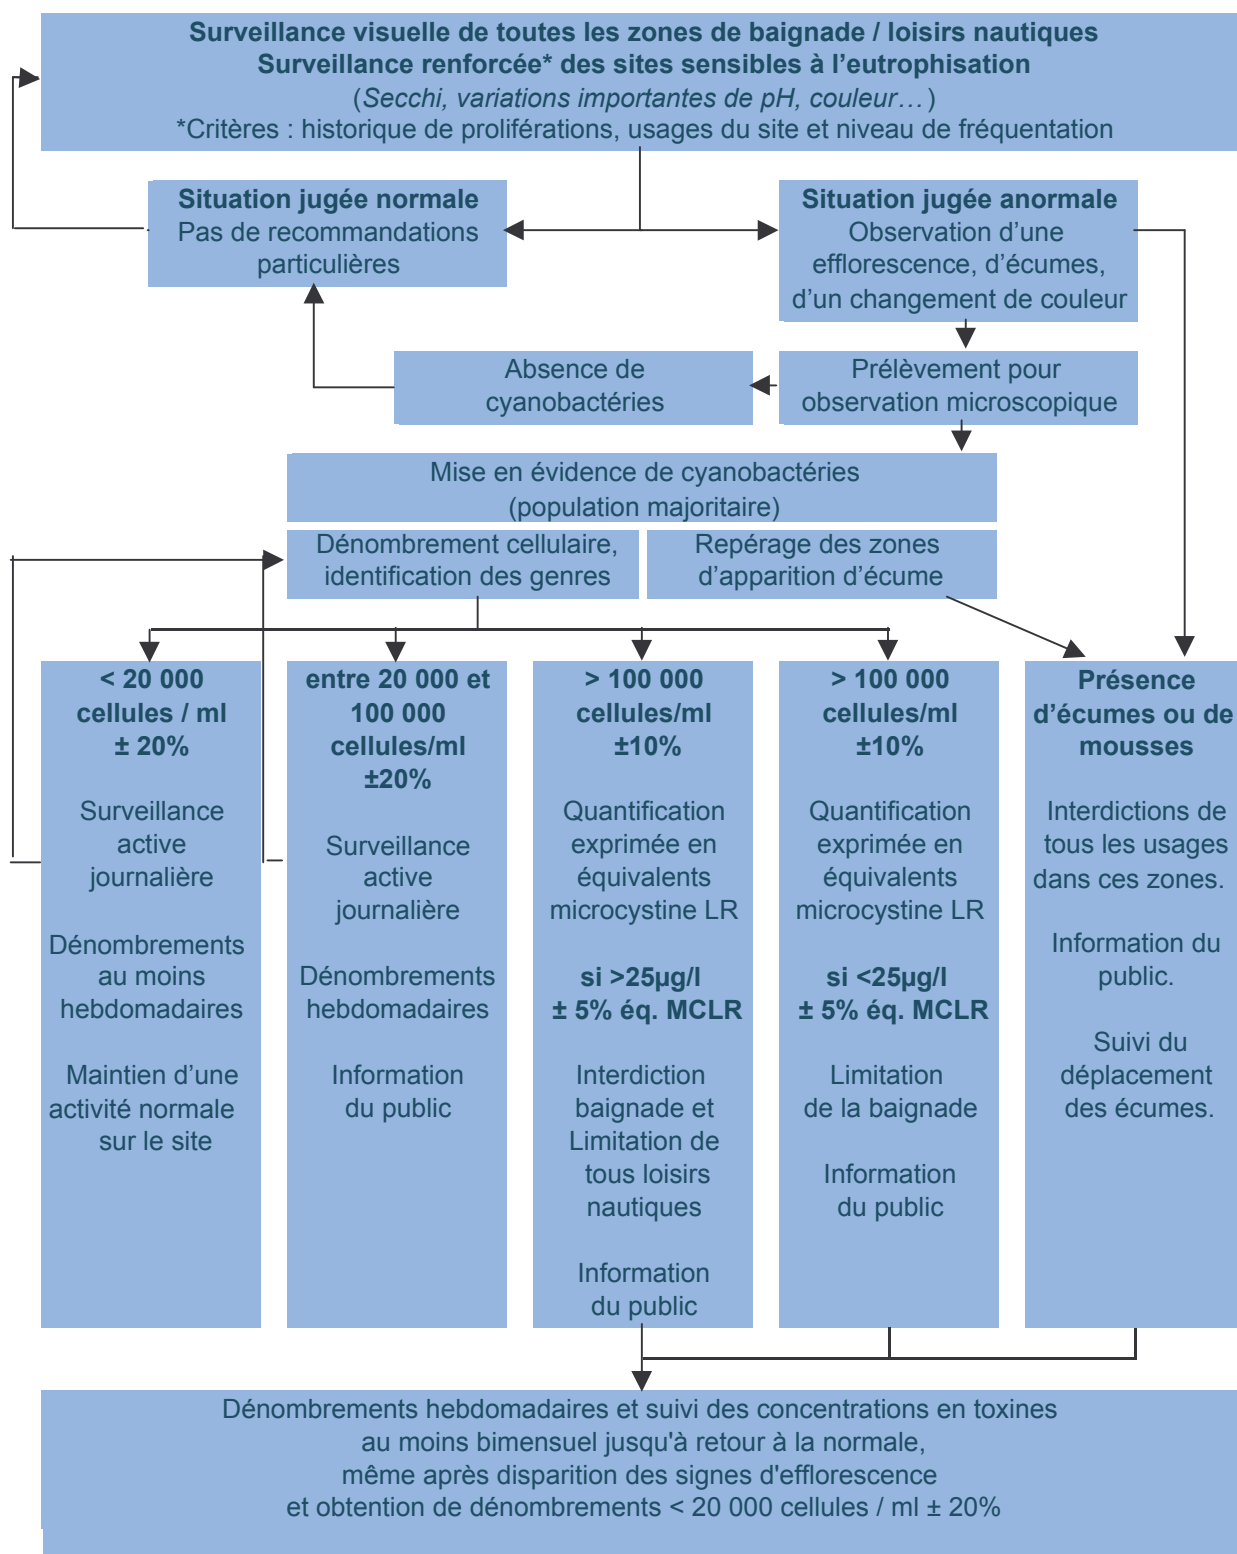 Surveillance visuelle de toutes les zones de baignade / loisirs nautiques
Surveillance renforcée* des sites sensibles à l'eutrophisation
(Secchi, variations importantes de pH, couleur…)
*Critères : historique de proliférations, usages du site et niveau de fréquentation
Situation jugée normale
Pas de recommandations
particulières
Situation jugée anormale
Observation d'une
efflorescence, d'écumes,
d'un changement de couleur
Absence de
cyanobactéries
Prélèvement pour
observation microscopique
Mise en évidence de cyanobactéries
(population majoritaire)
Dénombrement cellulaire,
identification des genres
Repérage des zones
d'apparition d'écume
< 20 000
cellules / ml
± 20%
Surveillance
active
journalière
Dénombrements
au moins
hebdomadaires
Maintien d'une
activité normale
sur le site
entre 20 000 et
100 000
cellules/ml
±20%
Surveillance
active
journalière
Dénombrements
hebdomadaires
Information
du public
> 100 000
cellules/ml
±10%
Quantification
exprimée en
équivalents
microcystine LR
si >25µg/l
± 5% éq. MCLR
Interdiction
baignade et
Limitation de
tous loisirs
nautiques
Information
du public
> 100 000
cellules/ml
±10%
Quantification
exprimée en
équivalents
microcystine LR
si <25µg/l
± 5% éq. MCLR
Limitation
de la baignade
Information
du public
Présence
d'écumes ou de
mousses
Interdictions de
tous les usages
dans ces zones.
Information du
public.
Suivi du
déplacement
des écumes.
Dénombrements hebdomadaires et suivi des concentrations en toxines
au moins bimensuel jusqu'à retour à la normale,
même après disparition des signes d'efflorescence
et obtention de dénombrements < 20 000 cellules / ml ± 20%